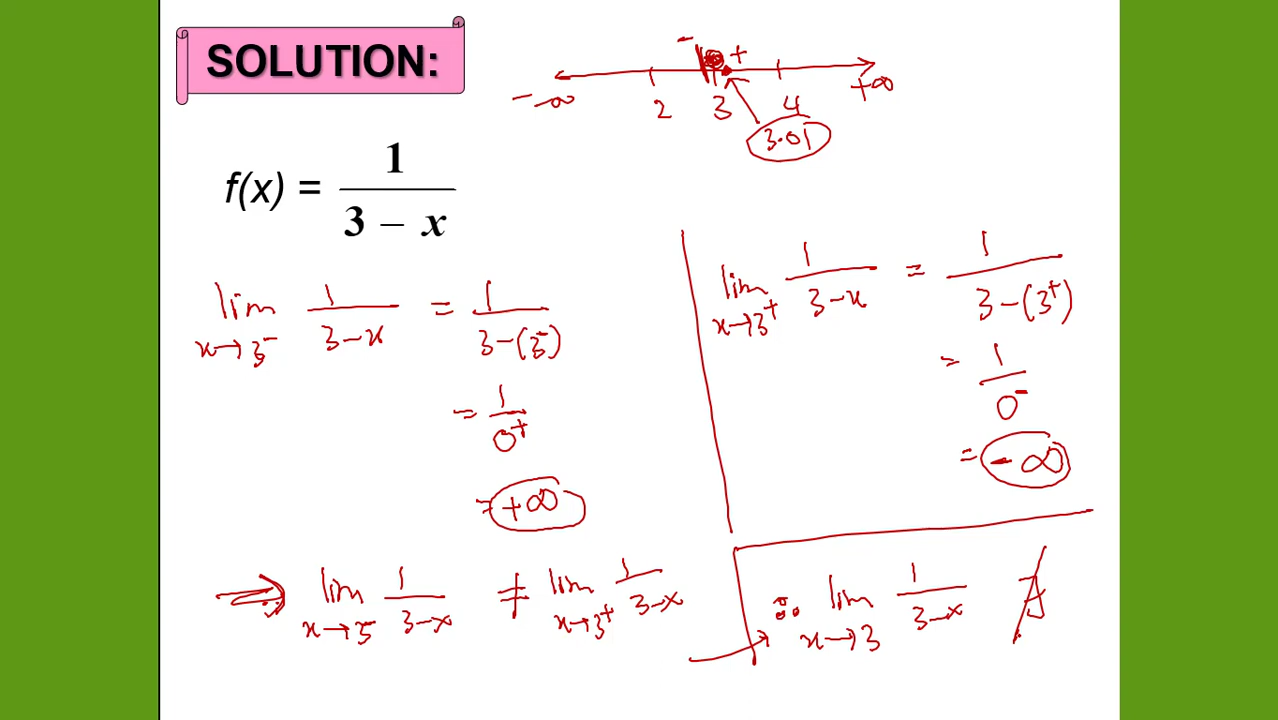 SOLUTION:
- +
-∞ 2 3 4 +∞
3.01
f(x) = 1/(3 − x)
lim x→3⁻ 1/(3−x) = 1/(3−(3⁻))
= 1/0⁺
= +∞
lim x→3⁺ 1/(3−x) = 1/(3−(3⁺))
= 1/0⁻
= −∞
⇒ lim x→3⁻ 1/(3−x) ≠ lim x→3⁺ 1/(3−x)
∴ lim x→3 1/(3−x) ∄